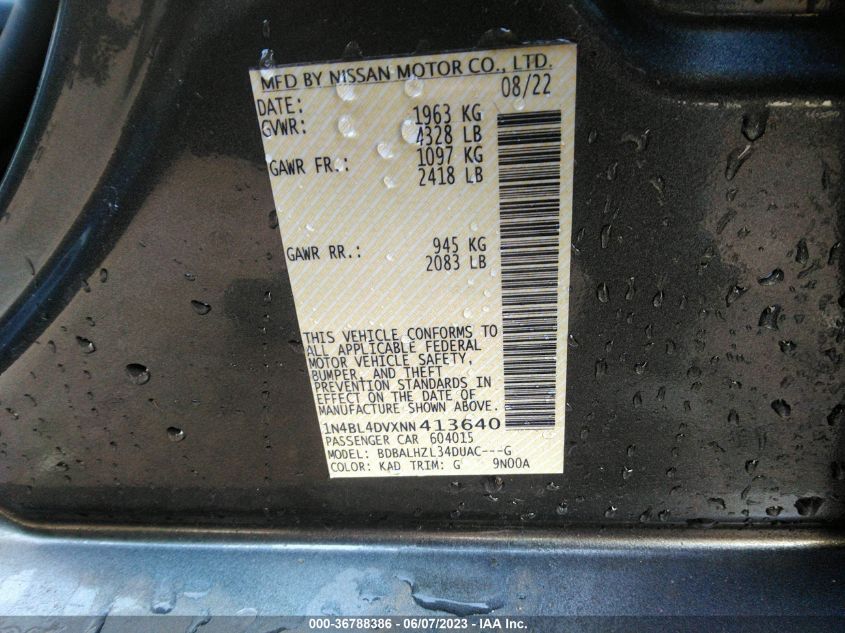 MFD BY NISSAN MOTOR CO., LTD.
DATE: 08/22
GVWR: 1963 KG
4328 LB
GAWR FR.: 1097 KG
2418 LB
GAWR RR.: 945 KG
2083 LB
THIS VEHICLE CONFORMS TO
ALL APPLICABLE FEDERAL
MOTOR VEHICLE SAFETY,
BUMPER, AND THEFT
PREVENTION STANDARDS IN
EFFECT ON THE DATE OF
MANUFACTURE SHOWN ABOVE.
1N4BL4DVXNN 413640
PASSENGER CAR 604015
MODEL: BDBALHZL34DUAC---G
COLOR: KAD TRIM: G 9N00A
000-36788386 - 06/07/2023 - IAA Inc.